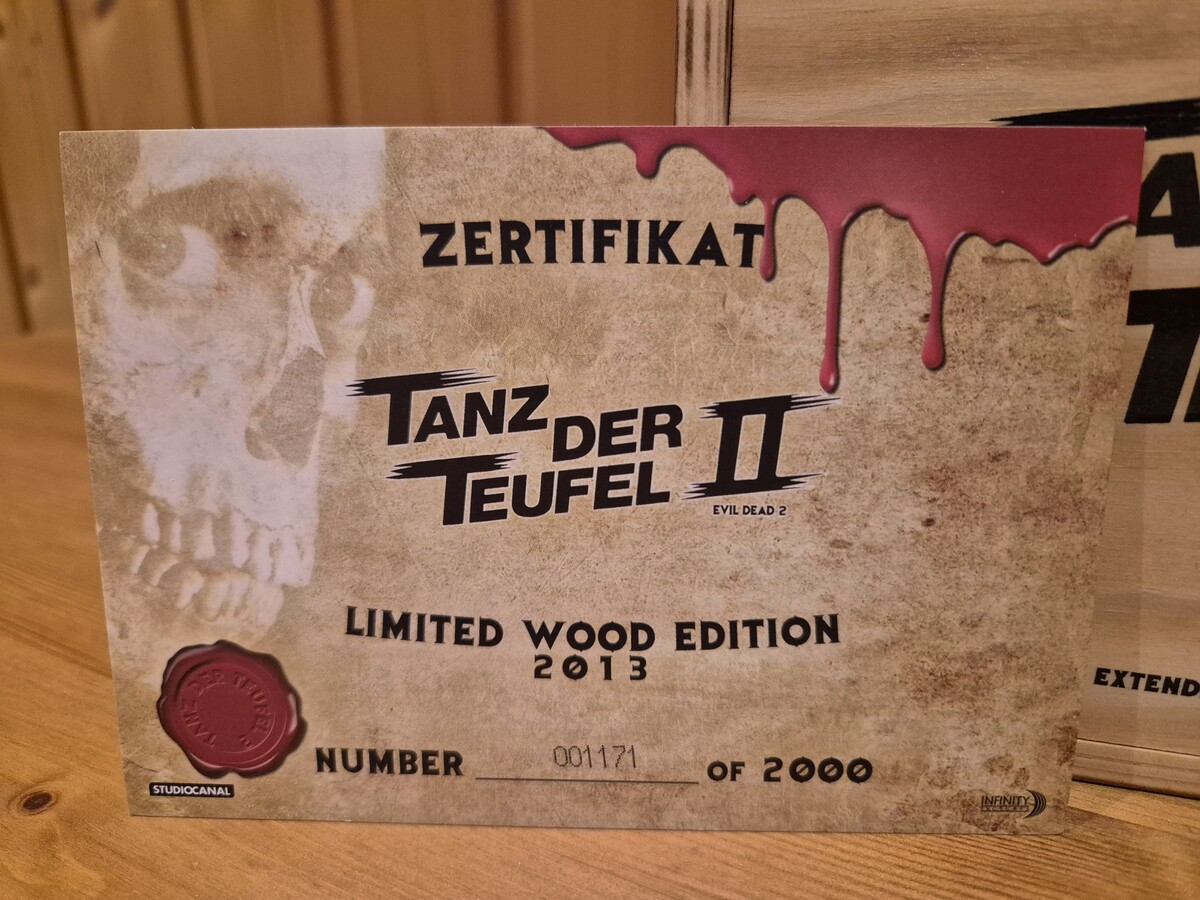 ZERTIFIKAT
TANZ DER
TEUFEL II
EVIL DEAD 2
LIMITED WOOD EDITION
2013
TANZ DER TEUFEL 2
NUMBER 001171 OF 2000
STUDIOCANAL
INFINITY
EXTEND